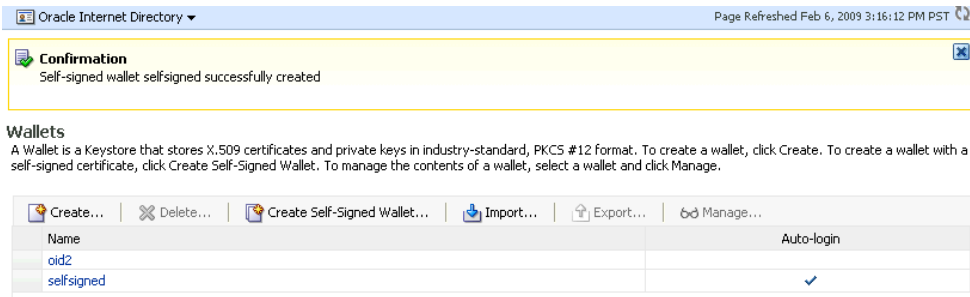 Oracle Internet Directory
Page Refreshed Feb 6, 2009 3:16:12 PM PST
Confirmation
Self-signed wallet selfsigned successfully created
Wallets
A Wallet is a Keystore that stores X.509 certificates and private keys in industry-standard, PKCS #12 format. To create a wallet, click Create. To create a wallet with a
self-signed certificate, click Create Self-Signed Wallet. To manage the contents of a wallet, select a wallet and click Manage.
Create... Delete... Create Self-Signed Wallet... Import... Export... Manage...
Name Auto-login
oid2
selfsigned